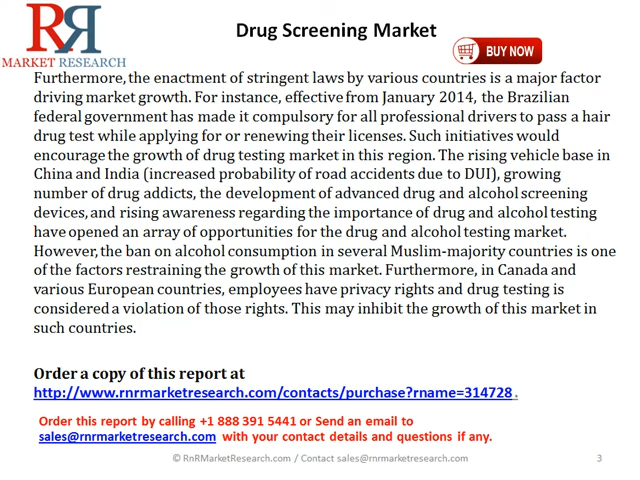 RR
MARKET RESEARCH
Drug Screening Market
BUY NOW
Furthermore, the enactment of stringent laws by various countries is a major factor
driving market growth. For instance, effective from January 2014, the Brazilian
federal government has made it compulsory for all professional drivers to pass a hair
drug test while applying for or renewing their licenses. Such initiatives would
encourage the growth of drug testing market in this region. The rising vehicle base in
China and India (increased probability of road accidents due to DUI), growing
number of drug addicts, the development of advanced drug and alcohol screening
devices, and rising awareness regarding the importance of drug and alcohol testing
have opened an array of opportunities for the drug and alcohol testing market.
However, the ban on alcohol consumption in several Muslim-majority countries is one
of the factors restraining the growth of this market. Furthermore, in Canada and
various European countries, employees have privacy rights and drug testing is
considered a violation of those rights. This may inhibit the growth of this market in
such countries.
Order a copy of this report at
http://www.rnrmarketresearch.com/contacts/purchase?rname=314728 .
Order this report by calling +1 888 391 5441 or Send an email to
sales@rnrmarketresearch.com with your contact details and questions if any.
© RnRMarketResearch.com / Contact sales@rnrmarketresearch.com
3